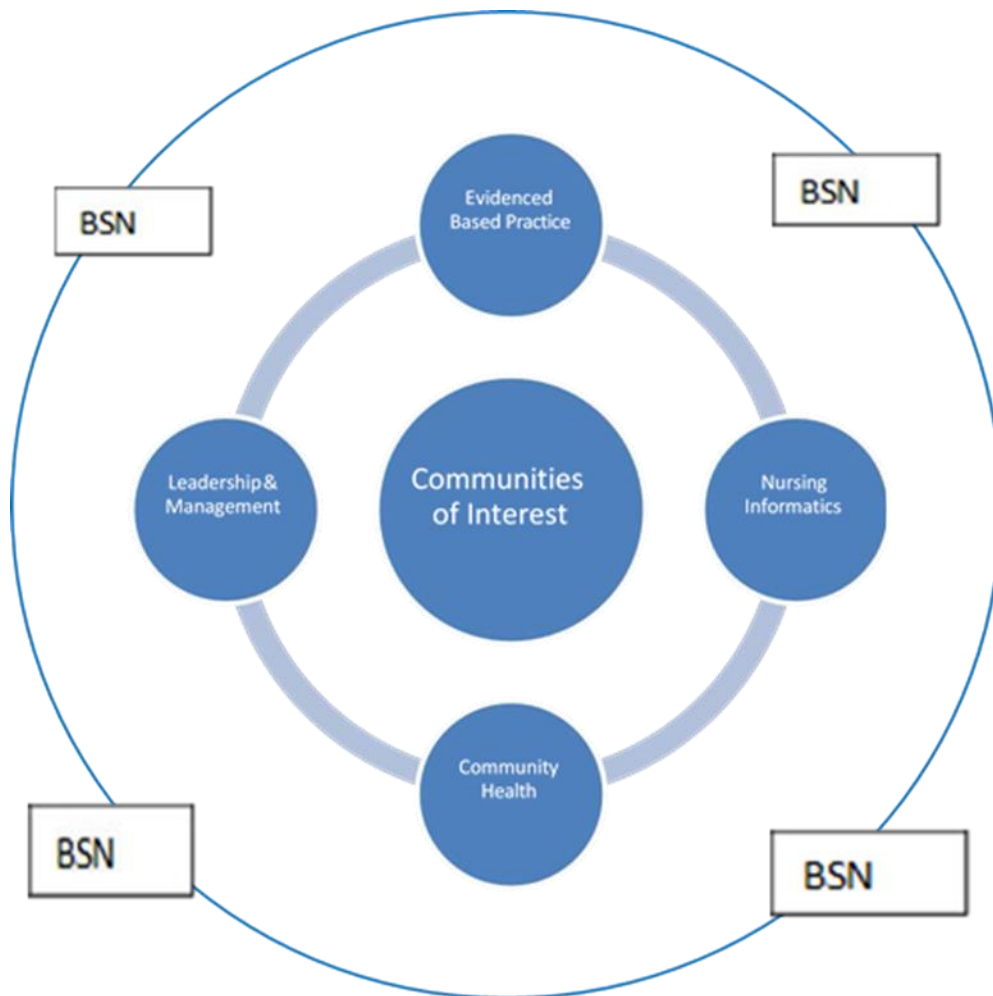 Evidenced
Based Practice
BSN
BSN
Leadership &
Management
Communities
of Interest
Nursing
Informatics
Community
Health
BSN
BSN